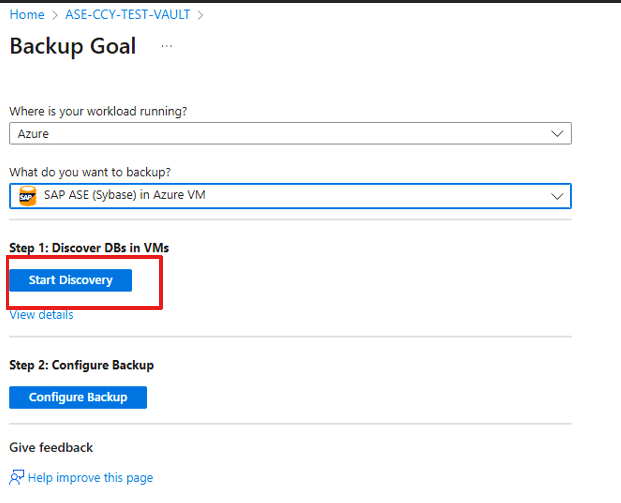 Home > ASE-CCY-TEST-VAULT >
Backup Goal ...
Where is your workload running?
Azure
What do you want to backup?
SAP SAP ASE (Sybase) in Azure VM
Step 1: Discover DBs in VMs
Start Discovery
View details
Step 2: Configure Backup
Configure Backup
Give feedback
Help improve this page